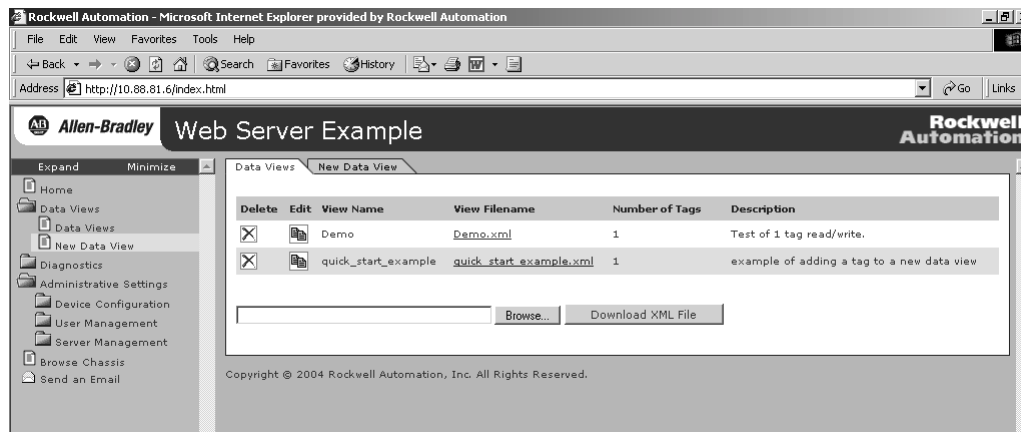 Rockwell Automation - Microsoft Internet Explorer provided by Rockwell Automation
File Edit View Favorites Tools Help
Back Search Favorites History
Address http://10.88.81.6/index.html Go Links
AB Allen-Bradley Web Server Example Rockwell Automation
Expand Minimize
Home
Data Views
Data Views
New Data View
Diagnostics
Administrative Settings
Device Configuration
User Management
Server Management
Browse Chassis
Send an Email
Data Views New Data View
Delete Edit View Name View Filename Number of Tags Description
Demo Demo.xml 1 Test of 1 tag read/write.
quick_start_example quick_start_example.xml 1 example of adding a tag to a new data view
Browse... Download XML File
Copyright © 2004 Rockwell Automation, Inc. All Rights Reserved.